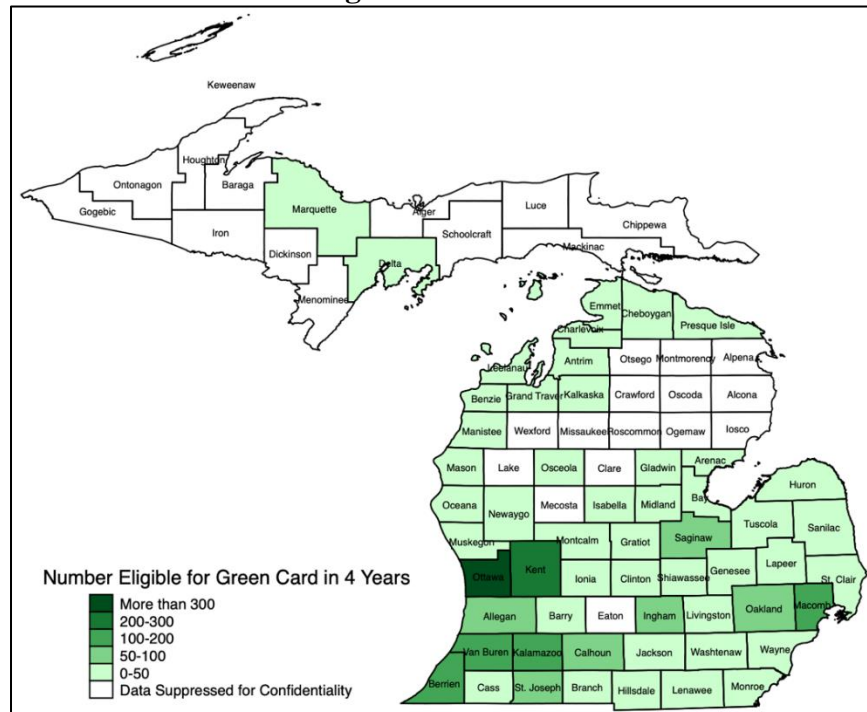 Keweenaw
Houghton
Ontonagon
Baraga
Gogebic
Marquette
Alger
Luce
Chippewa
Schoolcraft
Iron
Mackinac
Dickinson
Delta
Menominee
Emmet
Cheboygan
Presque Isle
Charlevoix
Leelanau
Antrim
Otsego
Montmorency
Alpena
Benzie
Grand Traver
Kalkaska
Crawford
Oscoda
Alcona
Manistee
Wexford
Missaukee
Roscommon
Ogemaw
Iosco
Mason
Lake
Osceola
Clare
Gladwin
Arenac
Huron
Oceana
Newaygo
Mecosta
Isabella
Midland
Bay
Tuscola
Sanilac
Muskegon
Montcalm
Gratiot
Saginaw
Ottawa
Kent
Ionia
Clinton
Shiawassee
Genesee
Lapeer
St. Clair
Allegan
Barry
Eaton
Ingham
Livingston
Oakland
Macomb
Van Buren
Kalamazoo
Calhoun
Jackson
Washtenaw
Wayne
Berrien
Cass
St. Joseph
Branch
Hillsdale
Lenawee
Monroe
Number Eligible for Green Card in 4 Years
More than 300
200-300
100-200
50-100
0-50
Data Suppressed for Confidentiality